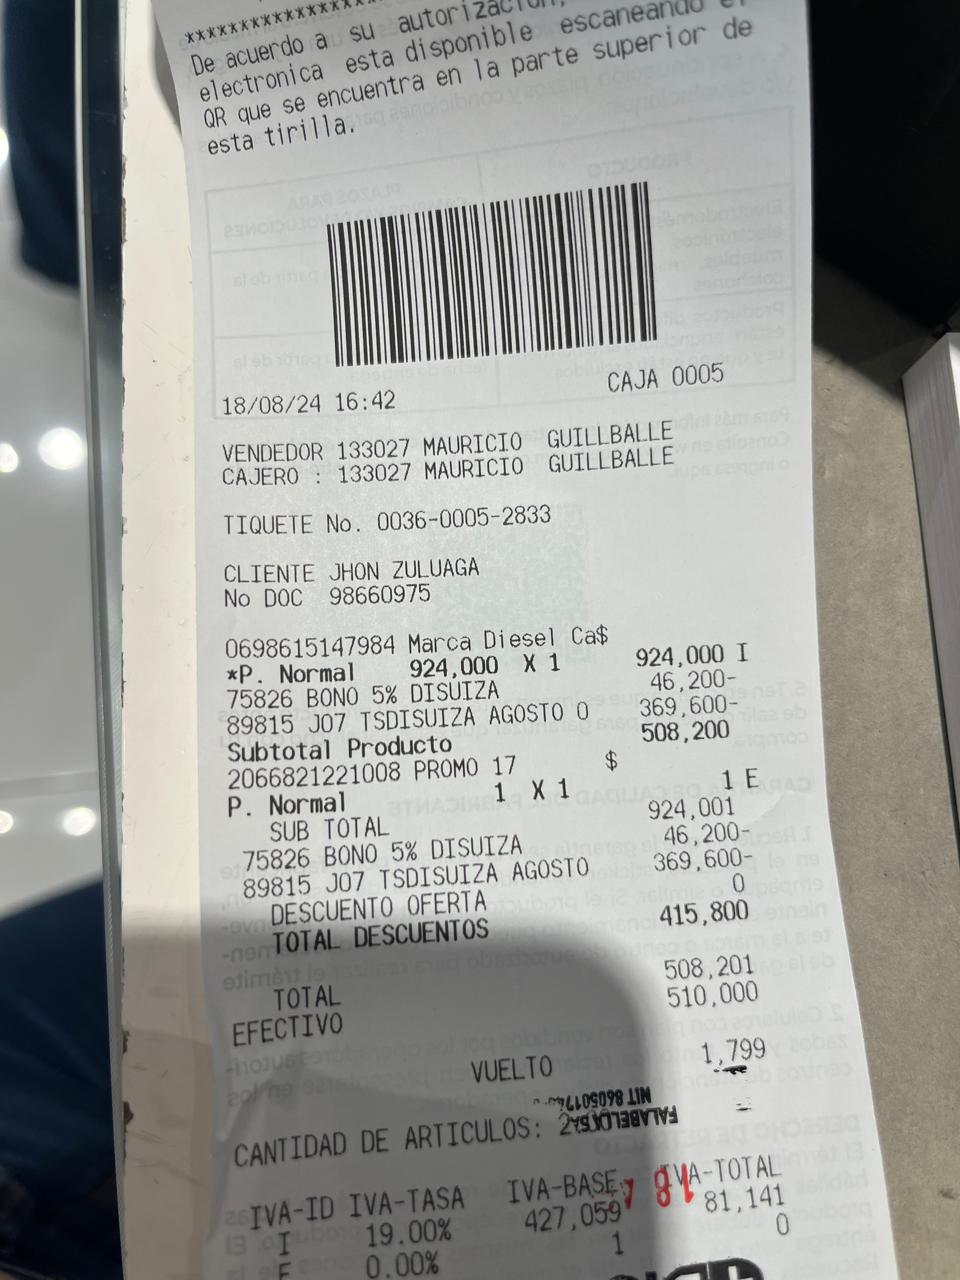 ********************
De acuerdo a su autorización,
electronica esta disponible escaneando el
QR que se encuentra en la parte superior de
esta tirilla.
18/08/24 16:42 CAJA 0005
VENDEDOR 133027 MAURICIO GUILLBALLE
CAJERO : 133027 MAURICIO GUILLBALLE
TIQUETE No. 0036-0005-2833
CLIENTE JHON ZULUAGA
No DOC 98660975
0698615147984 Marca Diesel Ca$
*P. Normal 924,000 X 1 924,000 I
75826 BONO 5% DISUIZA 46,200-
89815 J07 TSDISUIZA AGOSTO 0 369,600-
Subtotal Producto 508,200
2066821221008 PROMO 17 $
P. Normal 1 X 1 1 E
SUB TOTAL 924,001
75826 BONO 5% DISUIZA 46,200-
89815 J07 TSDISUIZA AGOSTO 369,600-
DESCUENTO OFERTA 0
TOTAL DESCUENTOS 415,800
TOTAL 508,201
EFECTIVO 510,000
VUELTO 1,799
CANTIDAD DE ARTICULOS:
IVA-ID IVA-TASA IVA-BASE IVA-TOTAL
I 19.00% 427,059 81,141
E 0.00% 1 0